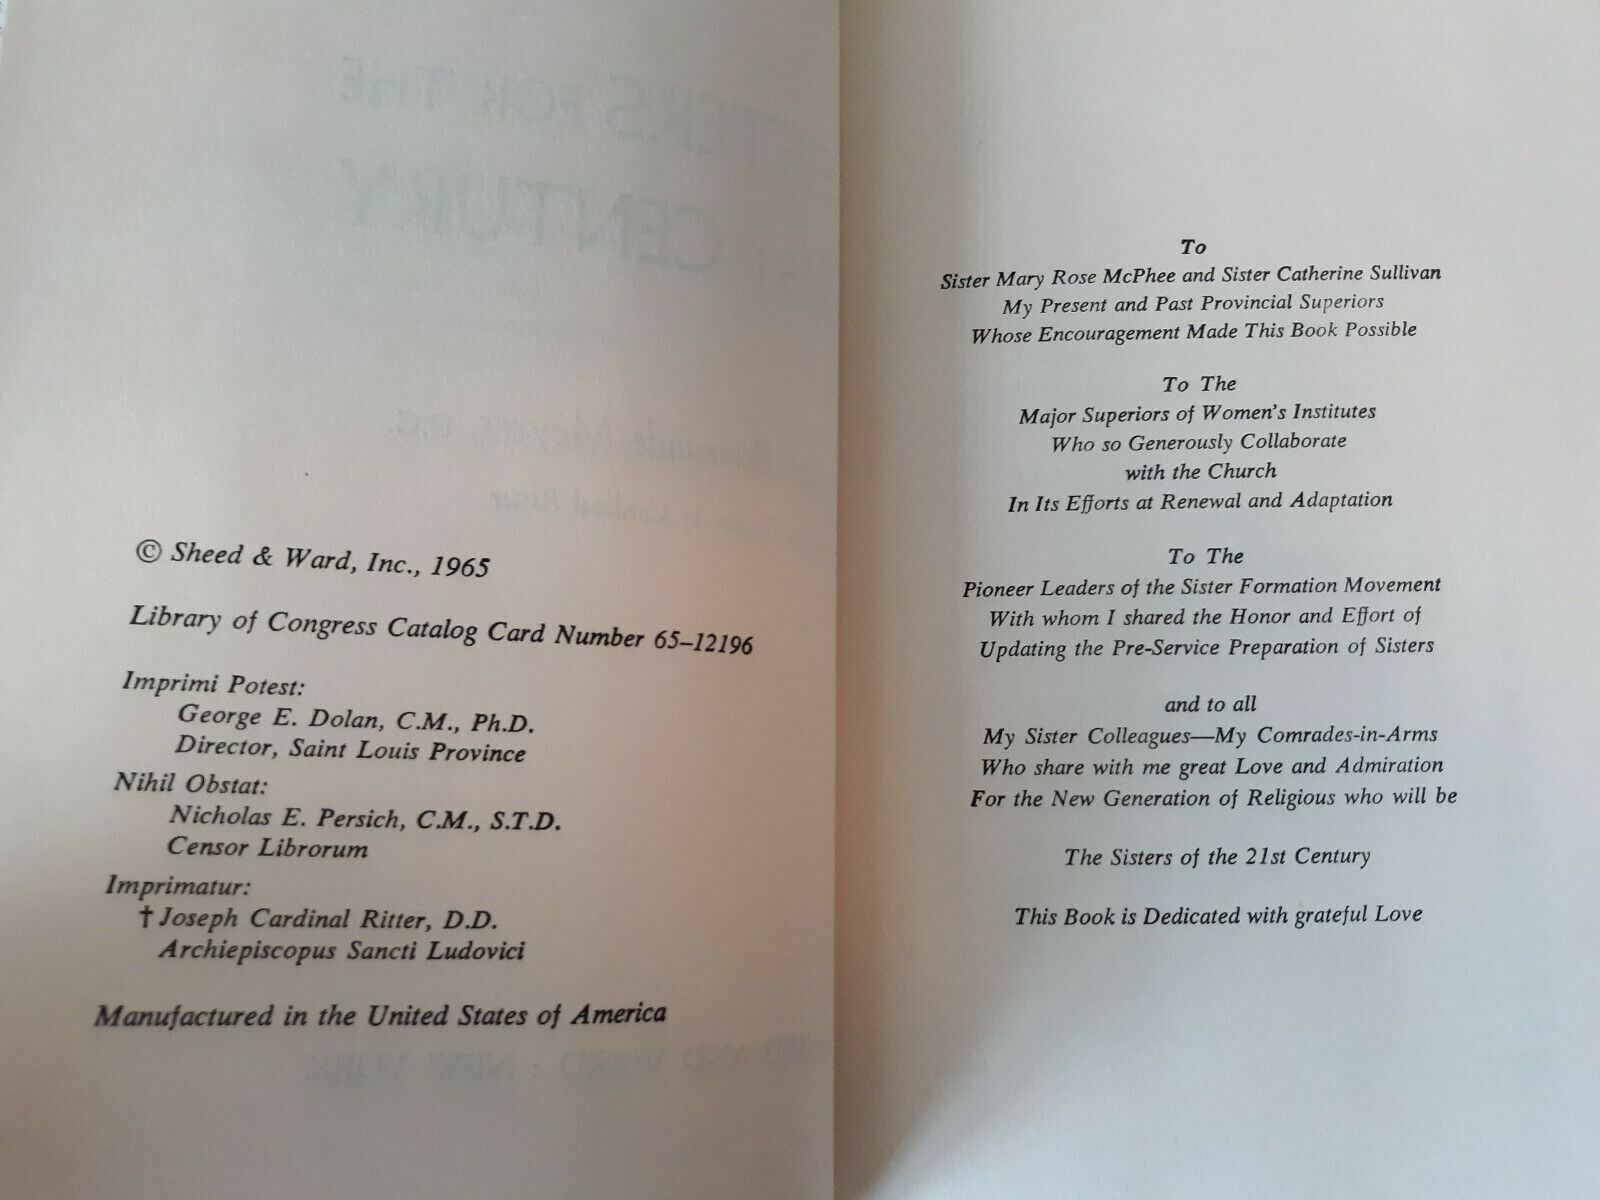 © Sheed & Ward, Inc., 1965
Library of Congress Catalog Card Number 65–12196
Imprimi Potest:
George E. Dolan, C.M., Ph.D.
Director, Saint Louis Province
Nihil Obstat:
Nicholas E. Persich, C.M., S.T.D.
Censor Librorum
Imprimatur:
† Joseph Cardinal Ritter, D.D.
Archiepiscopus Sancti Ludovici
Manufactured in the United States of America
To
Sister Mary Rose McPhee and Sister Catherine Sullivan
My Present and Past Provincial Superiors
Whose Encouragement Made This Book Possible
To The
Major Superiors of Women's Institutes
Who so Generously Collaborate
with the Church
In Its Efforts at Renewal and Adaptation
To The
Pioneer Leaders of the Sister Formation Movement
With whom I shared the Honor and Effort of
Updating the Pre-Service Preparation of Sisters
and to all
My Sister Colleagues—My Comrades-in-Arms
Who share with me great Love and Admiration
For the New Generation of Religious who will be
The Sisters of the 21st Century
This Book is Dedicated with grateful Love